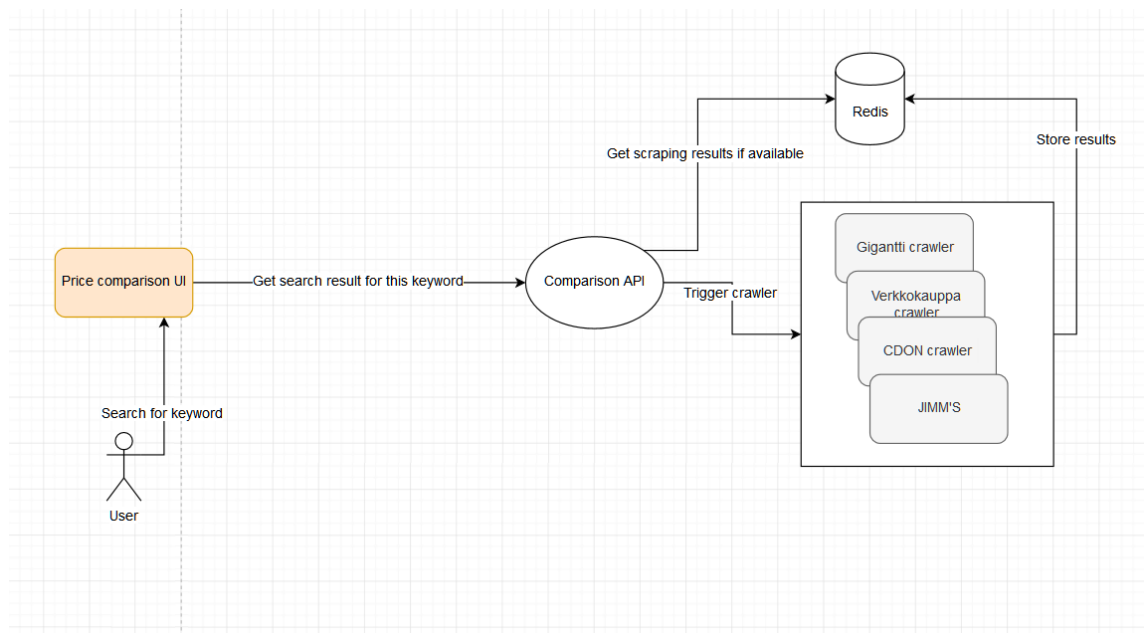 Redis
Store results
Get scraping results if available
Gigantti crawler
Price comparison UI
Get search result for this keyword
Comparison API
Trigger crawler
Verkkokauppa
crawler
CDON crawler
JIMM'S
Search for keyword
User